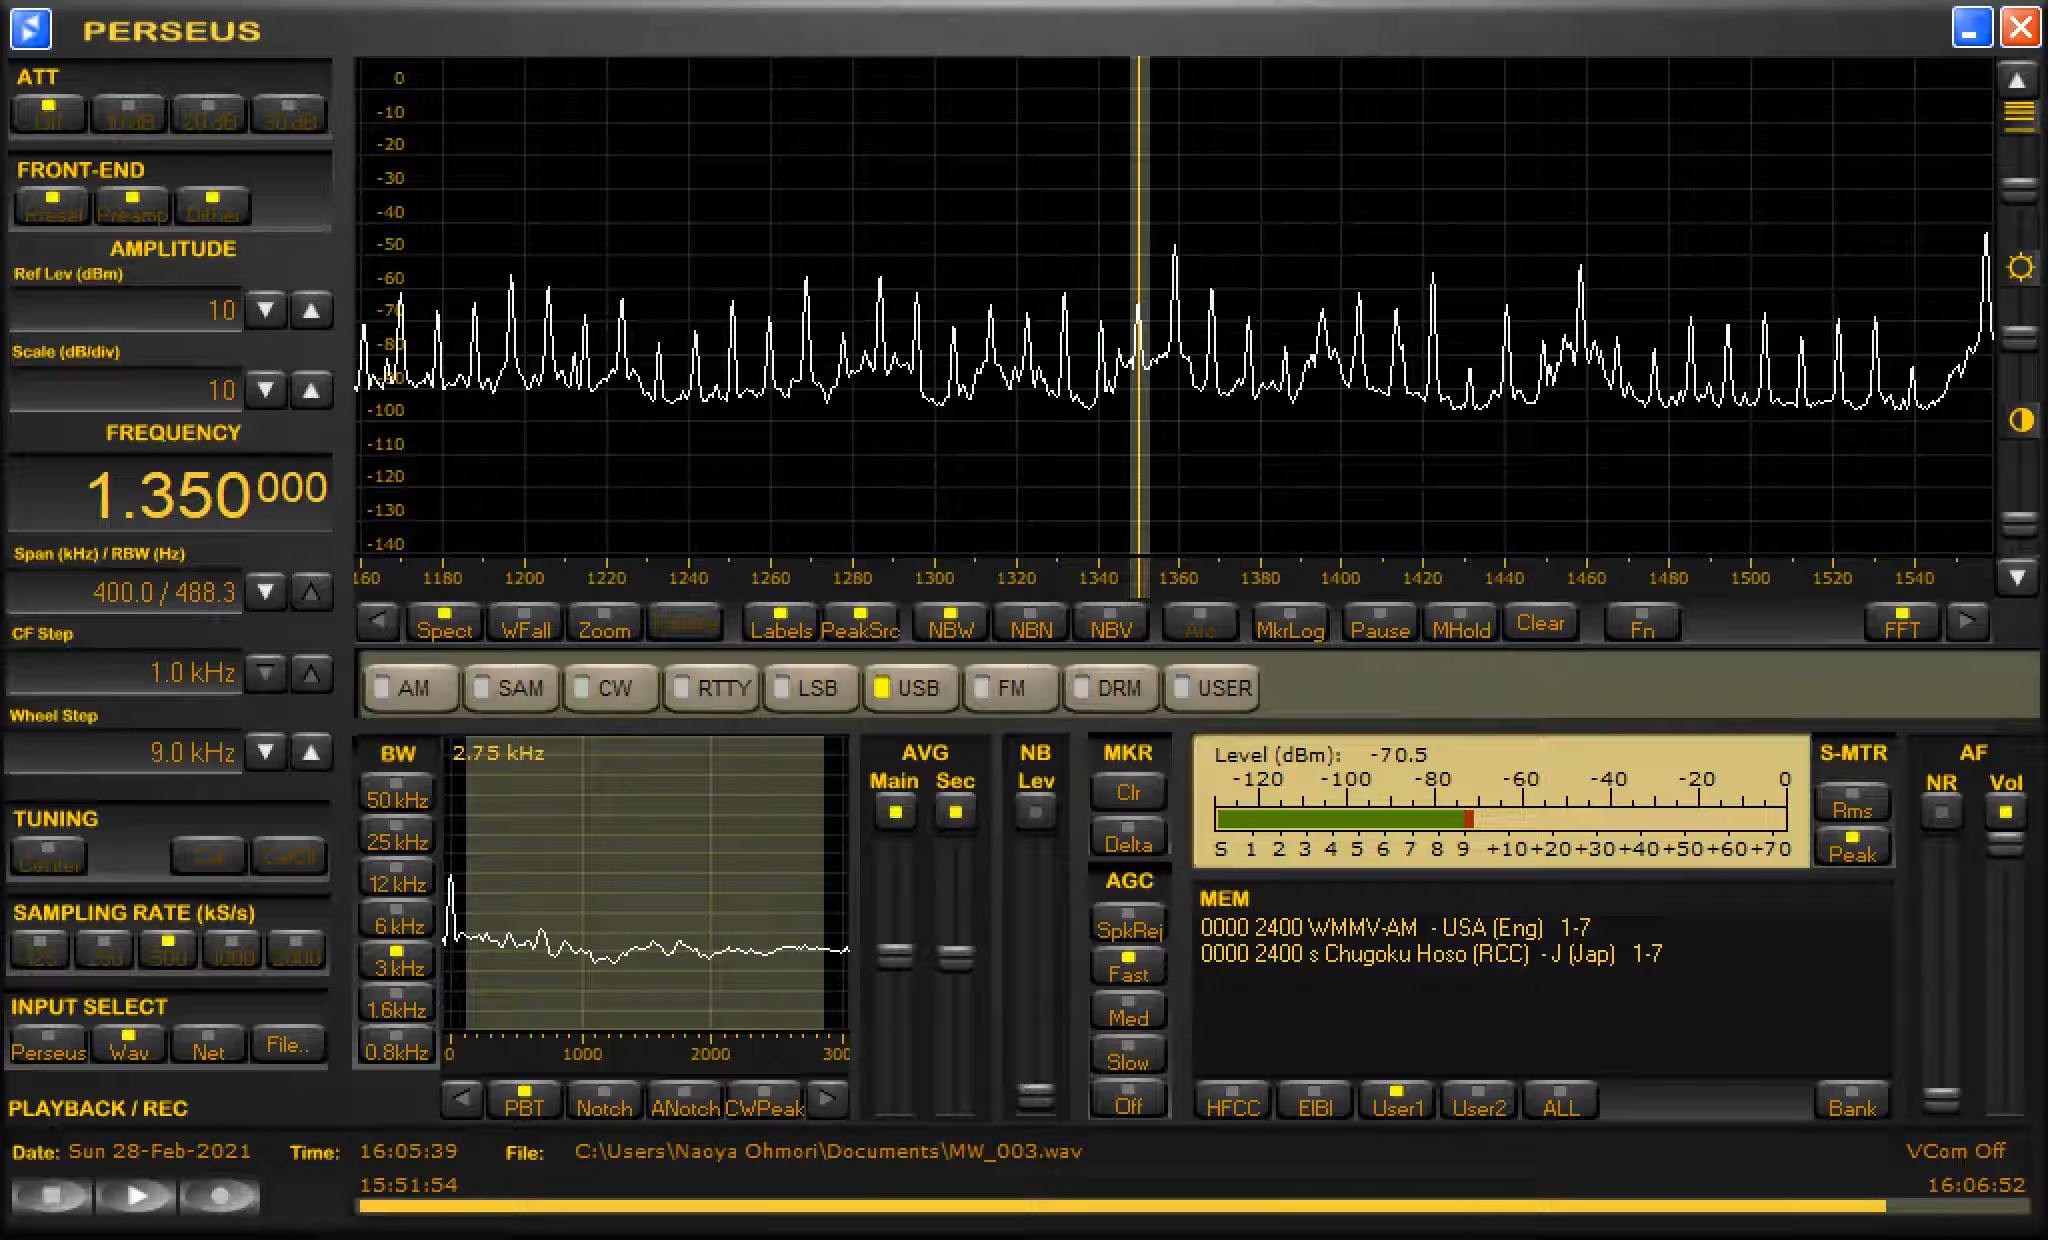 PERSEUS
ATT
Off 10 dB 20 dB 30 dB
FRONT-END
Presel Preamp Dither
AMPLITUDE
Ref Lev (dBm)
10
Scale (dB/div)
10
FREQUENCY
1.350000
Span (kHz) / RBW (Hz)
400.0 / 488.3
CF Step
1.0 kHz
Wheel Step
9.0 kHz
TUNING
Center Cal CalClr
SAMPLING RATE (kS/s)
125 250 500 1000 2000
INPUT SELECT
Perseus Wav Net File..
0
-10
-20
-30
-40
-50
-60
-70
-80
-90
-100
-110
-120
-130
-140
160 1180 1200 1220 1240 1260 1280 1300 1320 1340 1360 1380 1400 1420 1440 1460 1480 1500 1520 1540
Spect WFall Zoom Labels PeakSrc NBW NBN NBV MkrLog Pause MHold Clear Fn FFT
AM SAM CW RTTY LSB USB FM DRM USER
BW
50 kHz
25 kHz
12 kHz
6 kHz
3 kHz
1.6kHz
0.8kHz
2.75 kHz
0 1000 2000 300
PBT Notch ANotch CWPeak
AVG
Main Sec
NB
Lev
MKR
Clr
Delta
AGC
SpkRej
Fast
Med
Slow
Off
Level (dBm): -70.5
-120 -100 -80 -60 -40 -20 0
S 1 2 3 4 5 6 7 8 9 +10+20+30+40+50+60+70
S-MTR
Rms
Peak
AF
NR Vol
MEM
0000 2400 WMMV-AM - USA (Eng) 1-7
0000 2400 s Chugoku Hoso (RCC) - J (Jap) 1-7
HFCC EIBI User1 User2 ALL Bank
PLAYBACK / REC
Date: Sun 28-Feb-2021 Time: 16:05:39 File: C:\Users\Naoya Ohmori\Documents\MW_003.wav VCom Off
15:51:54 16:06:52